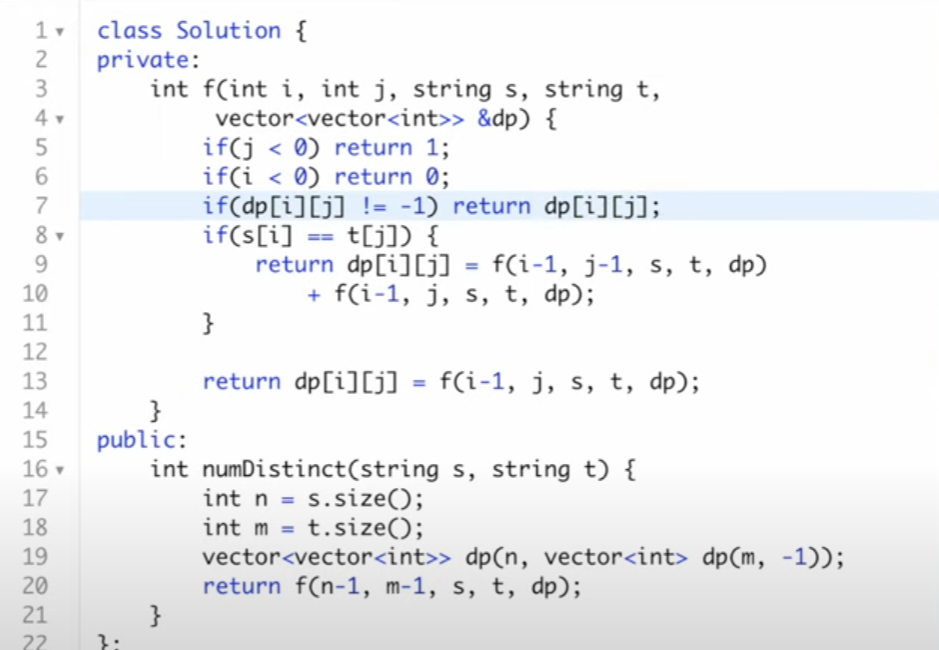 1 class Solution {
2 private:
3 int f(int i, int j, string s, string t,
4 vector<vector<int>> &dp) {
5 if(j < 0) return 1;
6 if(i < 0) return 0;
7 if(dp[i][j] != -1) return dp[i][j];
8 if(s[i] == t[j]) {
9 return dp[i][j] = f(i-1, j-1, s, t, dp)
10 + f(i-1, j, s, t, dp);
11 }
12
13 return dp[i][j] = f(i-1, j, s, t, dp);
14 }
15 public:
16 int numDistinct(string s, string t) {
17 int n = s.size();
18 int m = t.size();
19 vector<vector<int>> dp(n, vector<int> dp(m, -1));
20 return f(n-1, m-1, s, t, dp);
21 }
22 };